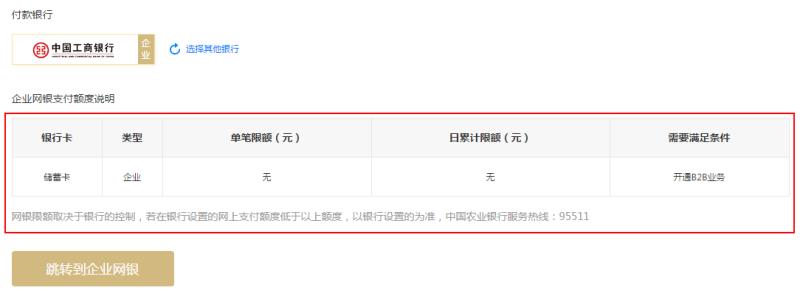 付款银行
中国工商银行 企业
选择其他银行
企业网银支付额度说明
银行卡 类型 单笔限额（元） 日累计限额（元） 需要满足条件
储蓄卡 企业 无 无 开通B2B业务
网银限额取决于银行的控制，若在银行设置的网上支付额度低于以上额度，以银行设置的为准，中国农业银行服务热线：95511
跳转到企业网银